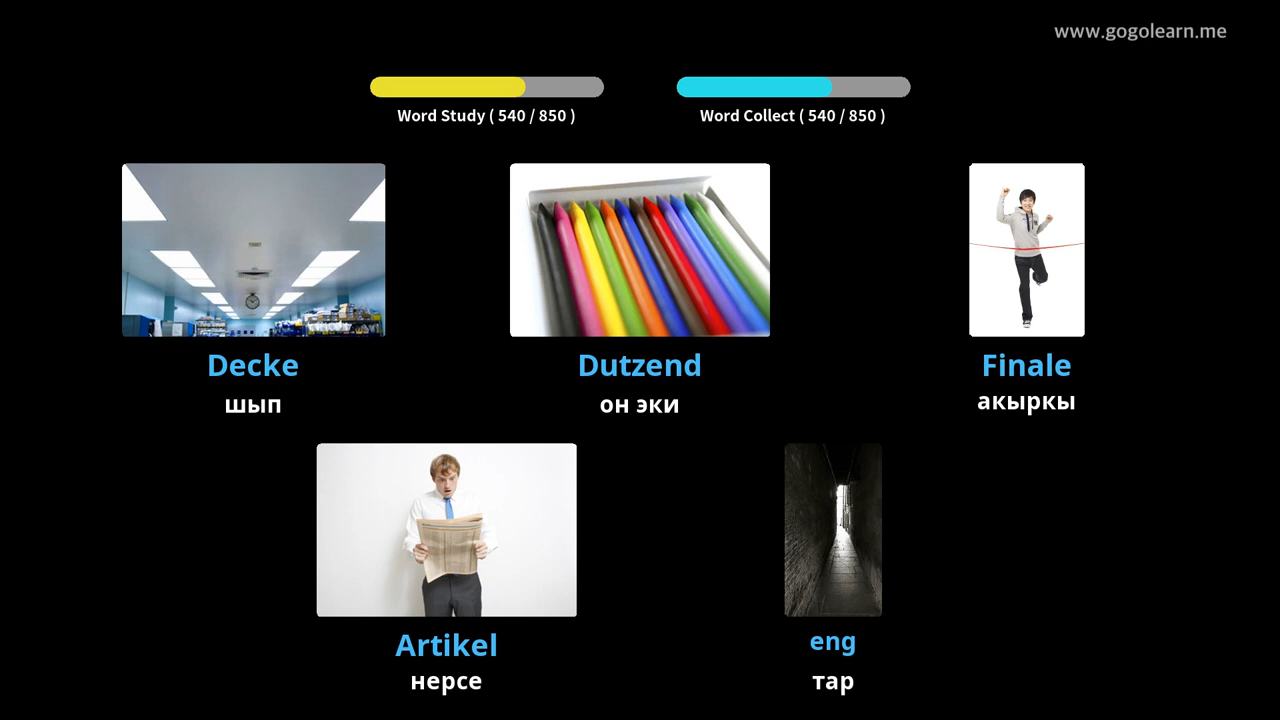 www.gogolearn.me
Word Study ( 540 / 850 )
Word Collect ( 540 / 850 )
Decke
шып
Dutzend
он эки
Finale
акыркы
Artikel
нерсе
eng
тар